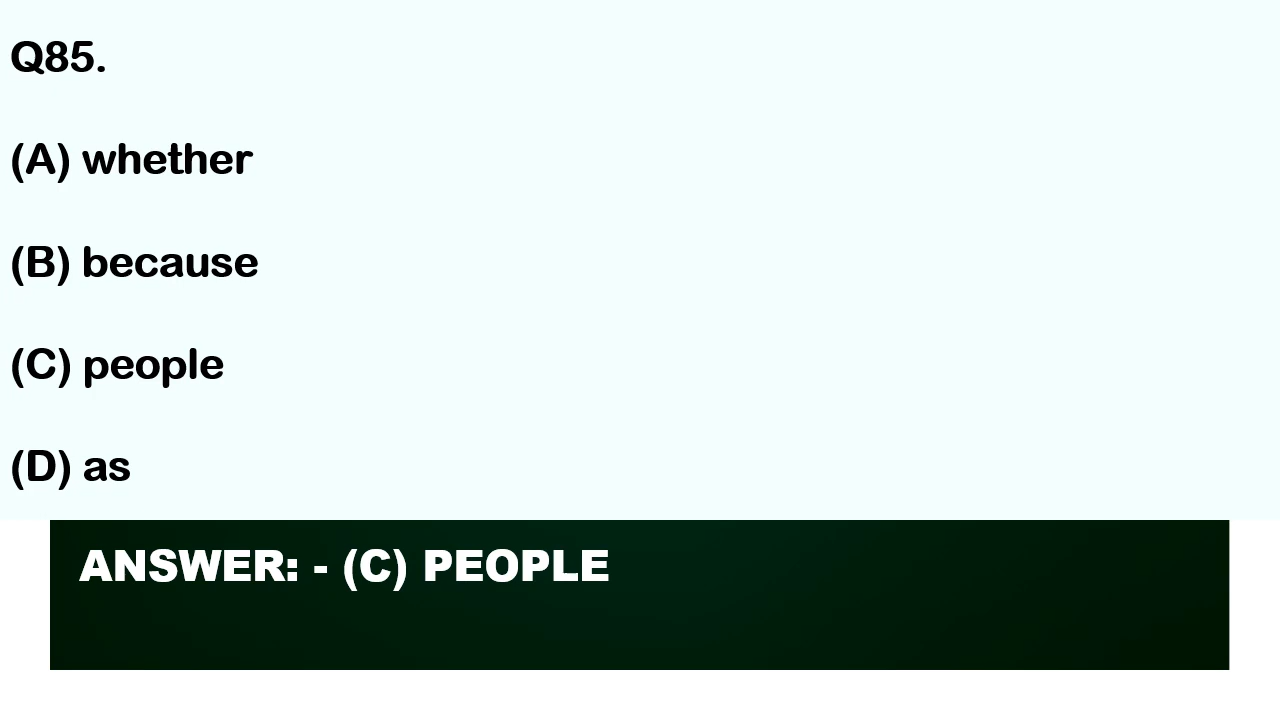 Q85.
(A) whether
(B) because
(C) people
(D) as
ANSWER: - (C) PEOPLE